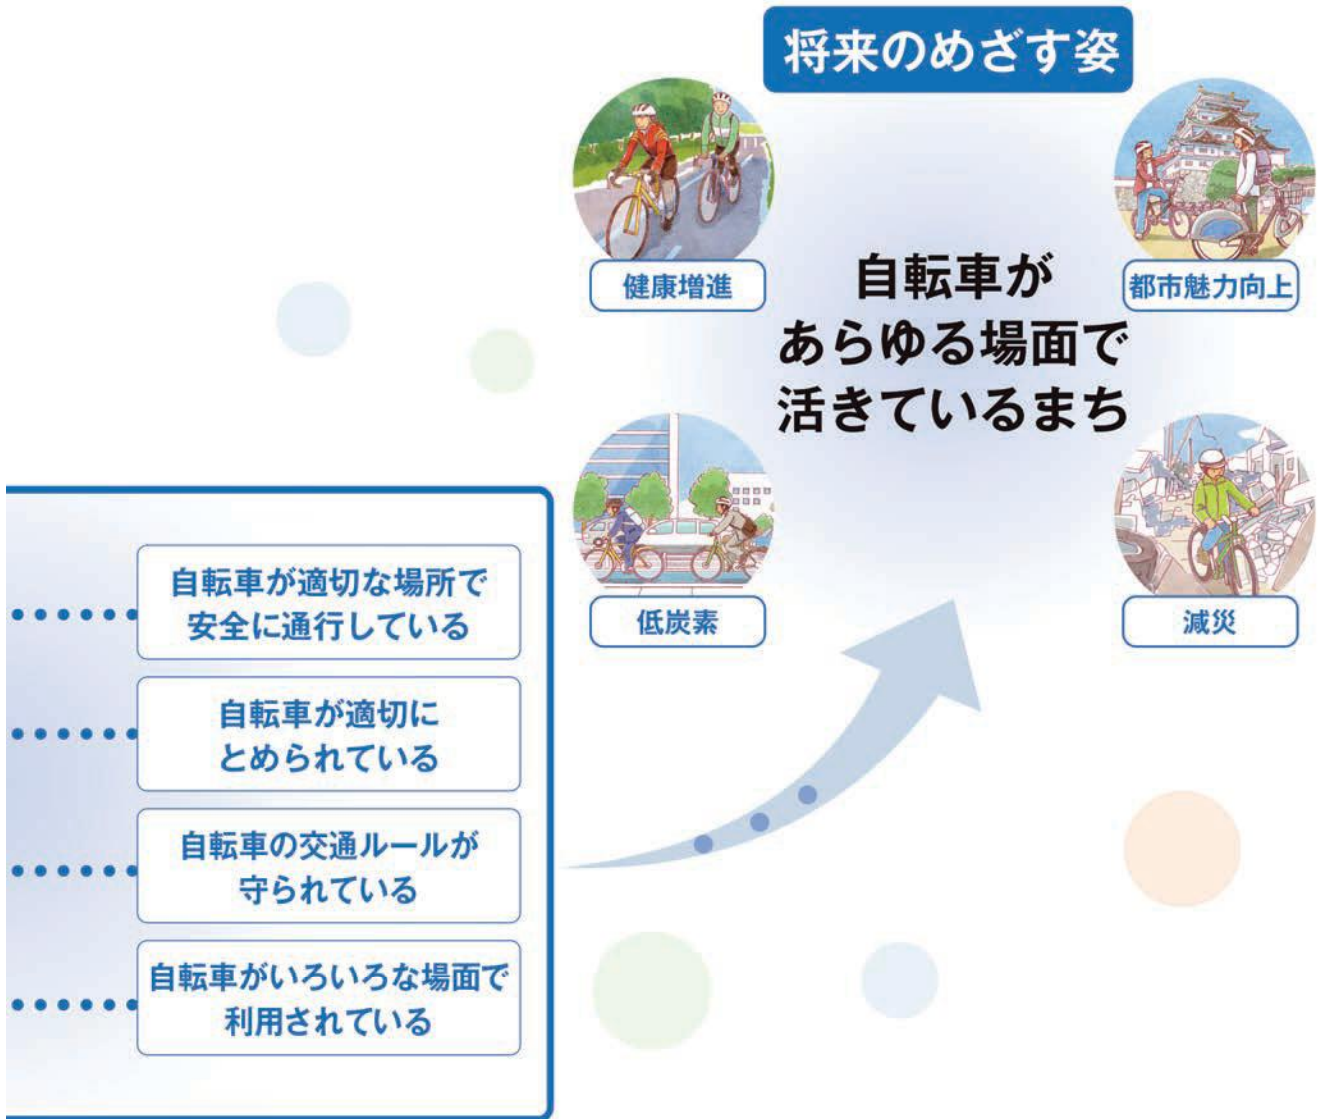 将来のめざす姿
健康増進
都市魅力向上
自転車が
あらゆる場面で
活きているまち
低炭素
減災
自転車が適切な場所で
安全に通行している
自転車が適切に
とめられている
自転車の交通ルールが
守られている
自転車がいろいろな場面で
利用されている